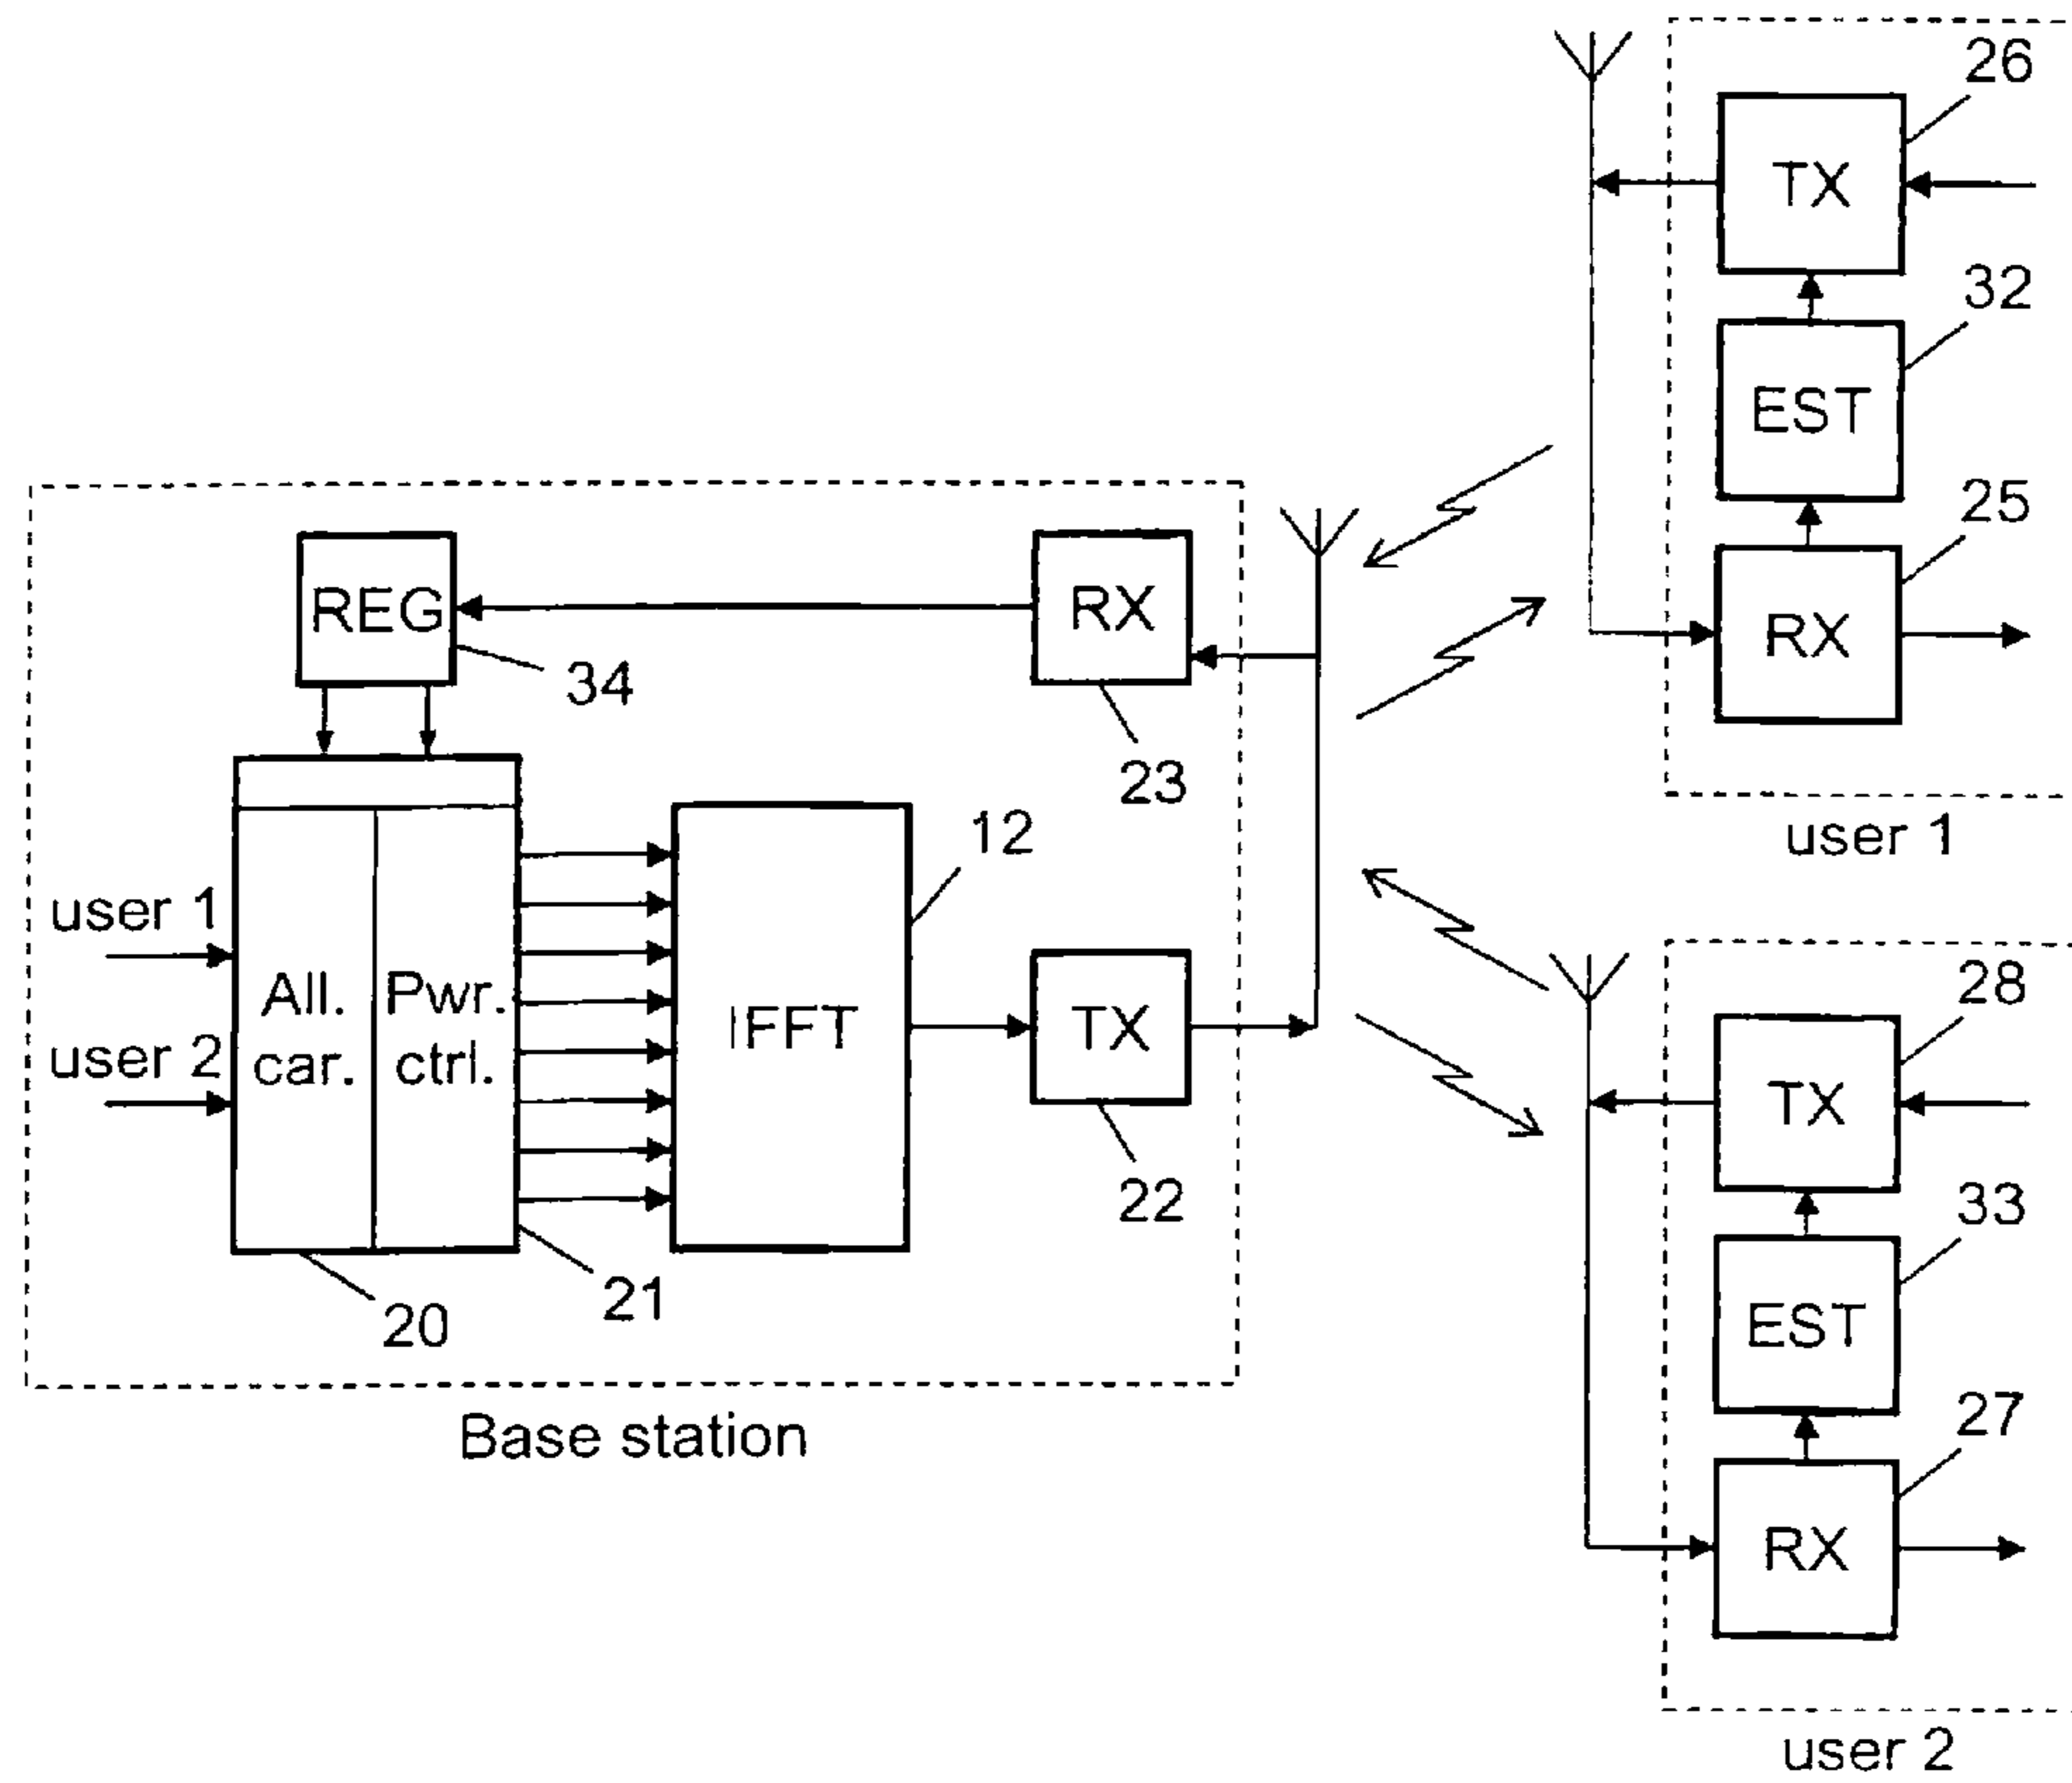 26
TX
32
EST
25
RX
user 1
REG
34
RX
23
12
user 1
user 2
All. car.
Pwr. ctrl.
IFFT
TX
22
21
20
Base station
28
TX
33
EST
27
RX
user 2